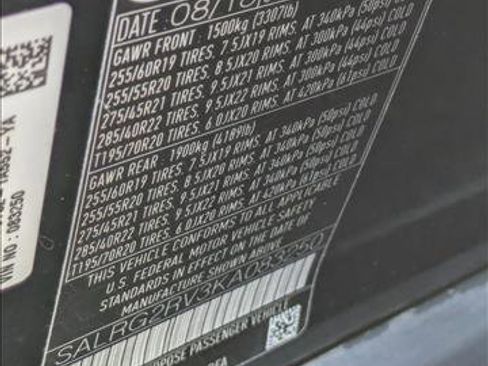 DATE: 08/18
GAWR FRONT : 1500kg (3307lb)
255/60R19 TIRES, 7.5JX19 RIMS, AT 340kPa (50psi) COLD
255/55R20 TIRES, 8.5JX20 RIMS, AT 300kPa (44psi) COLD
275/45R21 TIRES, 9.5JX21 RIMS, AT 300kPa (44psi) COLD
285/40R22 TIRES, 9.5JX22 RIMS, AT 300kPa (44psi) COLD
T195/70R20 TIRES, 6.0JX20 RIMS, AT 420kPa (61psi) COLD
GAWR REAR : 1900kg (4189lb)
255/60R19 TIRES, 7.5JX19 RIMS, AT 340kPa (50psi) COLD
255/55R20 TIRES, 8.5JX20 RIMS, AT 340kPa (50psi) COLD
275/45R21 TIRES, 9.5JX21 RIMS, AT 340kPa (50psi) COLD
285/40R22 TIRES, 9.5JX22 RIMS, AT 340kPa (50psi) COLD
T195/70R20 TIRES, 6.0JX20 RIMS, AT 420kPa (61psi) COLD
THIS VEHICLE CONFORMS TO ALL APPLICABLE
U.S. FEDERAL MOTOR VEHICLE SAFETY
STANDARDS IN EFFECT ON THE DATE OF
MANUFACTURE SHOWN ABOVE.
SALRG2RV3KA083250
PURPOSE PASSENGER VEHICLE
VIN NO : 083250